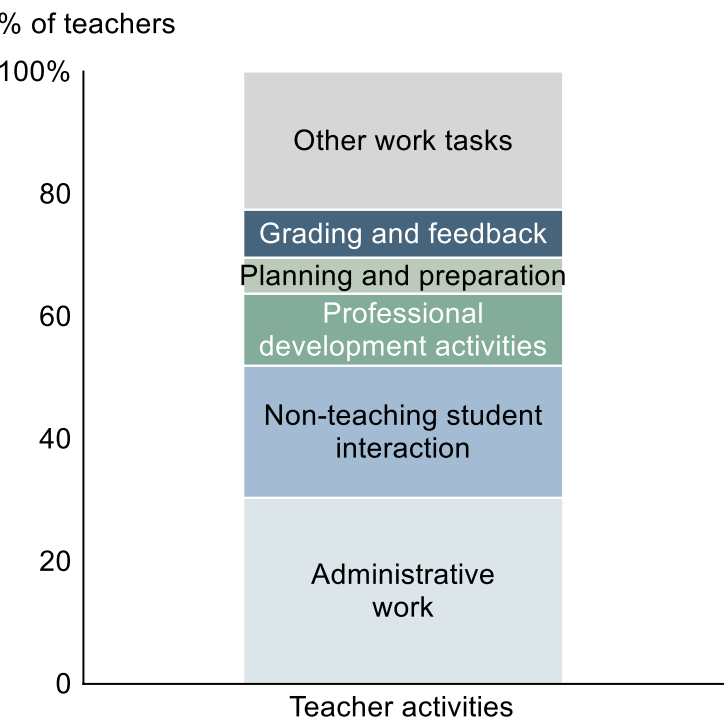 % of teachers
100%
Other work tasks
80
Grading and feedback
Planning and preparation
60
Professional
development activities
40
Non-teaching student
interaction
20
Administrative
work
0
Teacher activities